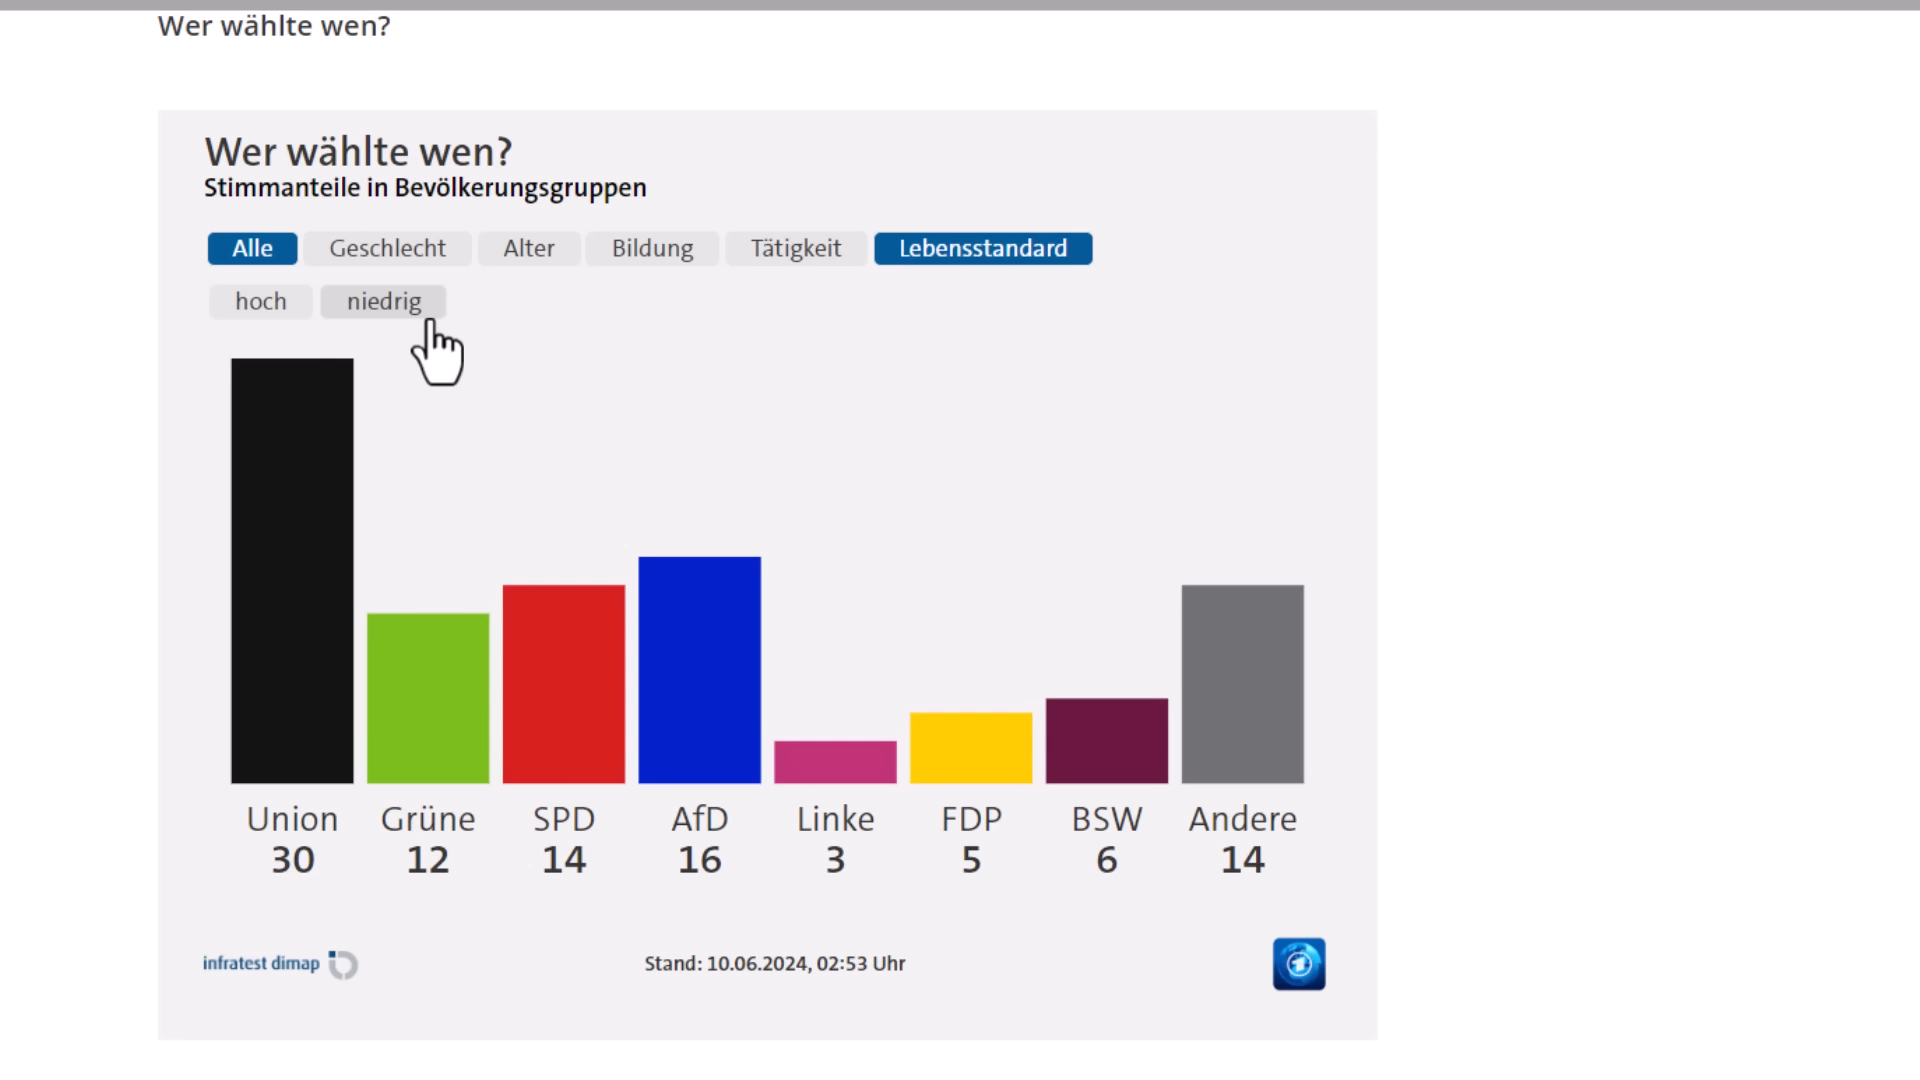 Wer wählte wen?
Wer wählte wen?
Stimmanteile in Bevölkerungsgruppen
Alle Geschlecht Alter Bildung Tätigkeit Lebensstandard
hoch niedrig
Union Grüne SPD AfD Linke FDP BSW Andere
30 12 14 16 3 5 6 14
infratest dimap Stand: 10.06.2024, 02:53 Uhr 1